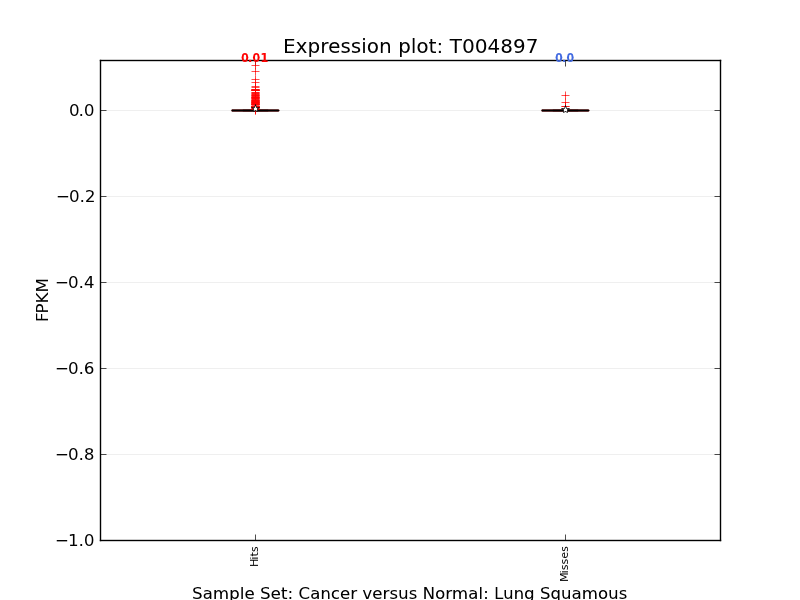 Expression plot: T004897
0.01
0.0
0.0
−0.2
−0.4
−0.6
−0.8
−1.0
FPKM
Hits
Misses
Sample Set: Cancer versus Normal: Lung Squamous